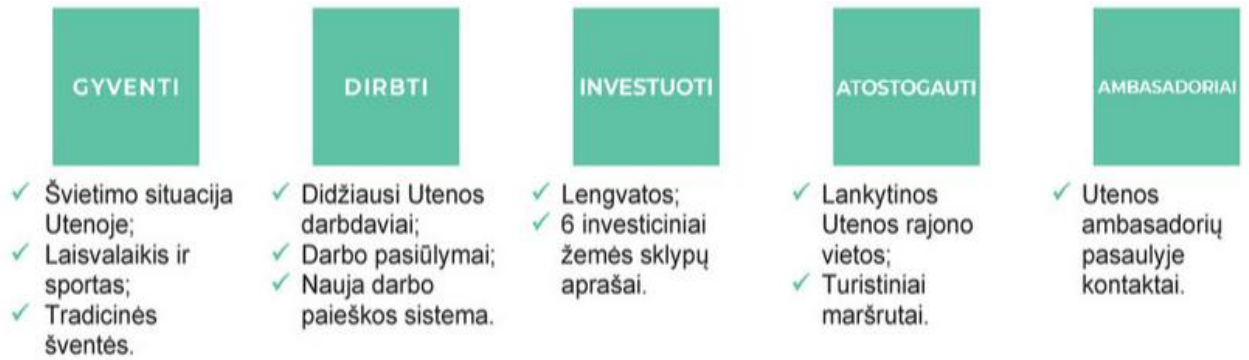 GYVENTI
Švietimo situacija
Utenoje;
Laisvalaikis ir
sportas;
Tradicinės
šventės.
DIRBTI
Didžiausi Utenos
darbdaviai;
Darbo pasiūlymai;
Nauja darbo
paieškos sistema.
INVESTUOTI
Lengvatos;
6 investiciniai
žemės sklypų
aprašai.
ATOSTOGAUTI
Lankytinos
Utenos rajono
vietos;
Turistiniai
maršrutai.
AMBASADORIAI
Utenos
ambasadorių
pasaulyje
kontaktai.